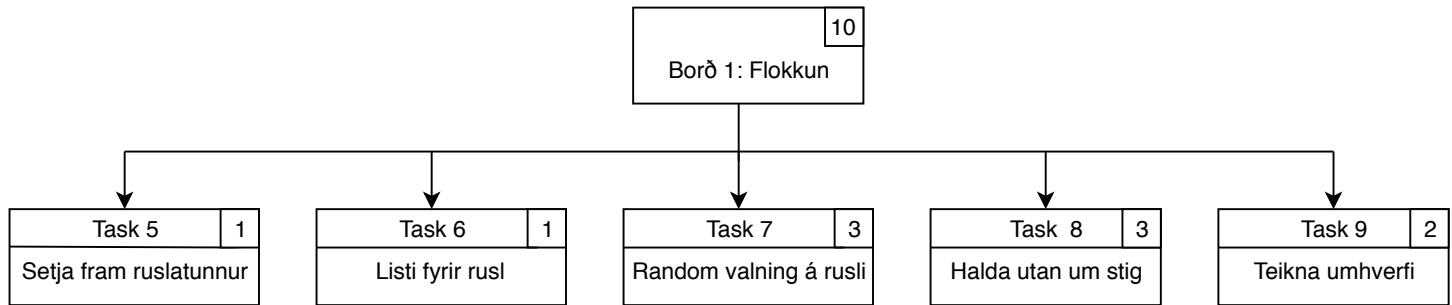 10
Borð 1: Flokkun
Task 5
1
Setja fram ruslatunnur
Task 6
1
Listi fyrir rusl
Task 7
3
Random valning á rusli
Task  8
3
Halda utan um stig
Task 9
2
Teikna umhverfi